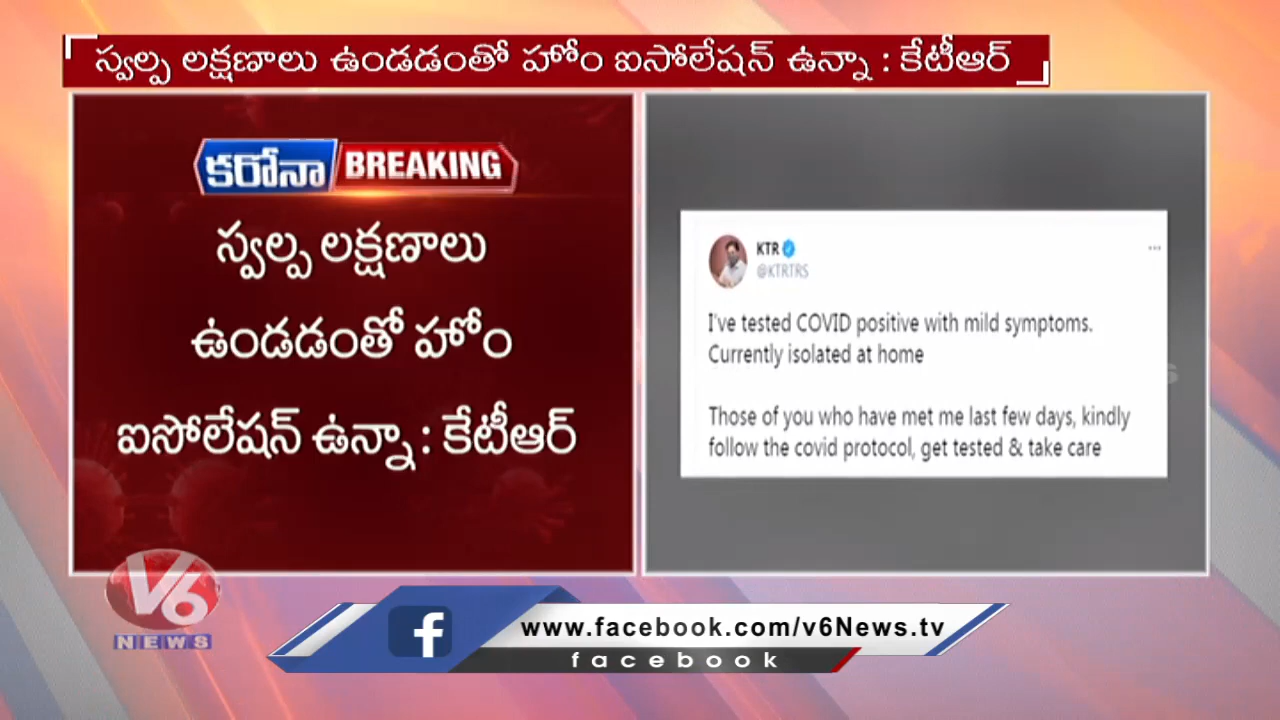 స్వల్ప లక్షణాలు ఉండడంతో హోం ఐసోలేషన్ ఉన్నా : కేటీఆర్
కరోనా BREAKING
స్వల్ప లక్షణాలు
ఉండడంతో హోం
ఐసోలేషన్ ఉన్నా : కేటీఆర్
KTR
@KTRTRS
I've tested COVID positive with mild symptoms.
Currently isolated at home
Those of you who have met me last few days, kindly
follow the covid protocol, get tested & take care
V6
NEWS
www.facebook.com/v6News.tv
facebook